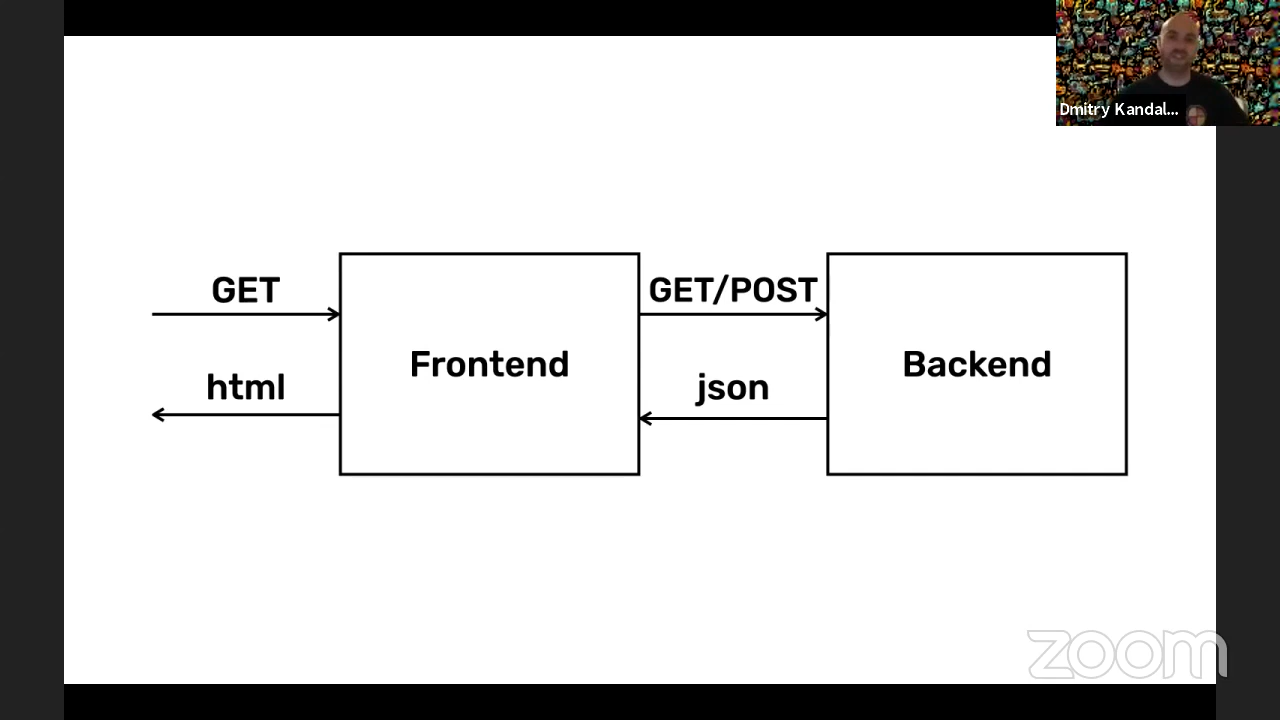 Dmitry Kandal...
GET
GET/POST
Frontend
Backend
html
json
zoom